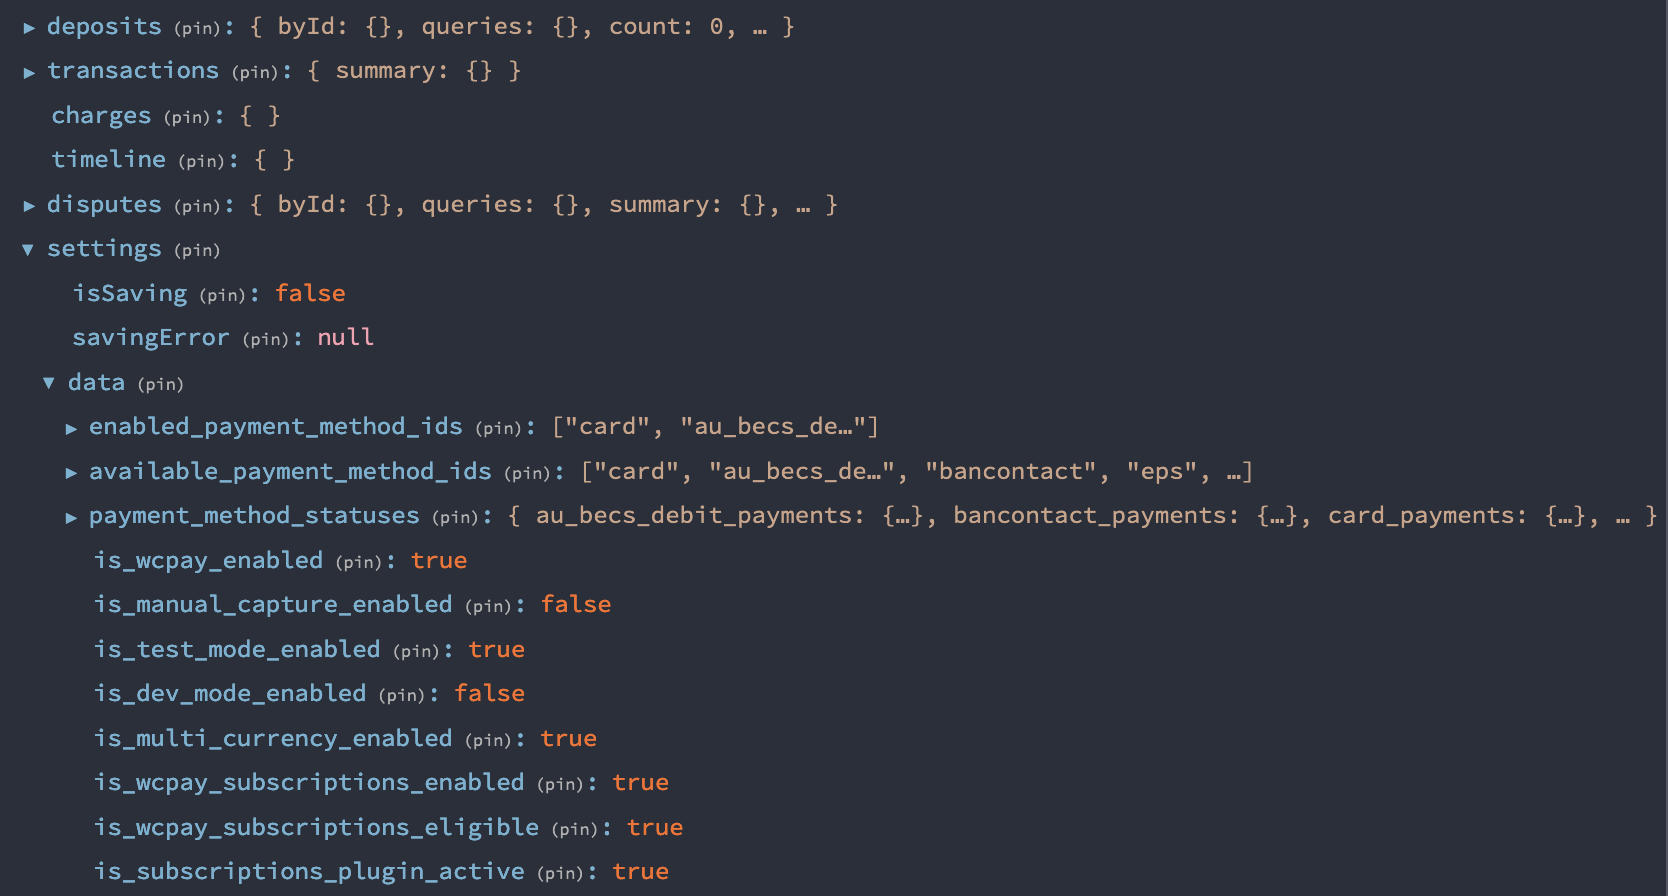 ▶ deposits (pin): { byId: {}, queries: {}, count: 0, … }
▶ transactions (pin): { summary: {} }
charges (pin): { }
timeline (pin): { }
▶ disputes (pin): { byId: {}, queries: {}, summary: {}, … }
▼ settings (pin)
isSaving (pin): false
savingError (pin): null
▼ data (pin)
▶ enabled_payment_method_ids (pin): ["card", "au_becs_de…"]
▶ available_payment_method_ids (pin): ["card", "au_becs_de…", "bancontact", "eps", …]
▶ payment_method_statuses (pin): { au_becs_debit_payments: {…}, bancontact_payments: {…}, card_payments: {…}, … }
is_wcpay_enabled (pin): true
is_manual_capture_enabled (pin): false
is_test_mode_enabled (pin): true
is_dev_mode_enabled (pin): false
is_multi_currency_enabled (pin): true
is_wcpay_subscriptions_enabled (pin): true
is_wcpay_subscriptions_eligible (pin): true
is_subscriptions_plugin_active (pin): true